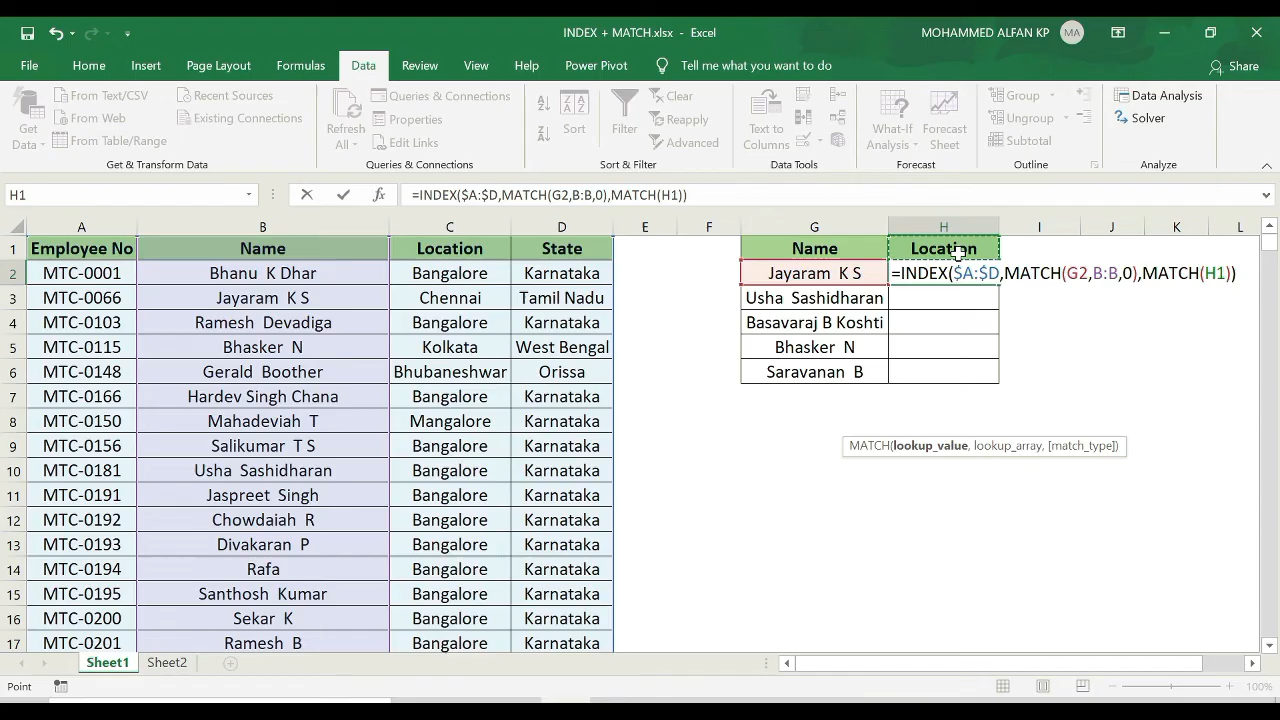 INDEX + MATCH.xlsx - Excel
MOHAMMED ALFAN KP
MA
File Home Insert Page Layout Formulas Data Review View Help Power Pivot Tell me what you want to do Share
Get Data
From Text/CSV
From Web
From Table/Range
Recent Sources
Existing Connections
Get & Transform Data
Refresh All
Queries & Connections
Properties
Edit Links
Queries & Connections
Sort
Filter
Clear
Reapply
Advanced
Sort & Filter
Text to Columns
Data Tools
What-If Analysis
Forecast Sheet
Forecast
Group
Ungroup
Subtotal
Outline
Data Analysis
Solver
Analyze
H1 fx =INDEX($A:$D,MATCH(G2,B:B,0),MATCH(H1))
A B C D E F G H I J K L
1 Employee No Name Location State Name Location
2 MTC-0001 Bhanu K Dhar Bangalore Karnataka Jayaram K S =INDEX($A:$D,MATCH(G2,B:B,0),MATCH(H1))
3 MTC-0066 Jayaram K S Chennai Tamil Nadu Usha Sashidharan
4 MTC-0103 Ramesh Devadiga Bangalore Karnataka Basavaraj B Koshti
5 MTC-0115 Bhasker N Kolkata West Bengal Bhasker N
6 MTC-0148 Gerald Boother Bhubaneshwar Orissa Saravanan B
7 MTC-0166 Hardev Singh Chana Bangalore Karnataka
8 MTC-0150 Mahadeviah T Mangalore Karnataka
9 MTC-0156 Salikumar T S Bangalore Karnataka
MATCH(lookup_value, lookup_array, [match_type])
10 MTC-0181 Usha Sashidharan Bangalore Karnataka
11 MTC-0191 Jaspreet Singh Bangalore Karnataka
12 MTC-0192 Chowdaiah R Bangalore Karnataka
13 MTC-0193 Divakaran P Bangalore Karnataka
14 MTC-0194 Rafa Bangalore Karnataka
15 MTC-0195 Santhosh Kumar Bangalore Karnataka
16 MTC-0200 Sekar K Bangalore Karnataka
17 MTC-0201 Ramesh B Bangalore Karnataka
Sheet1 Sheet2
Point
100%